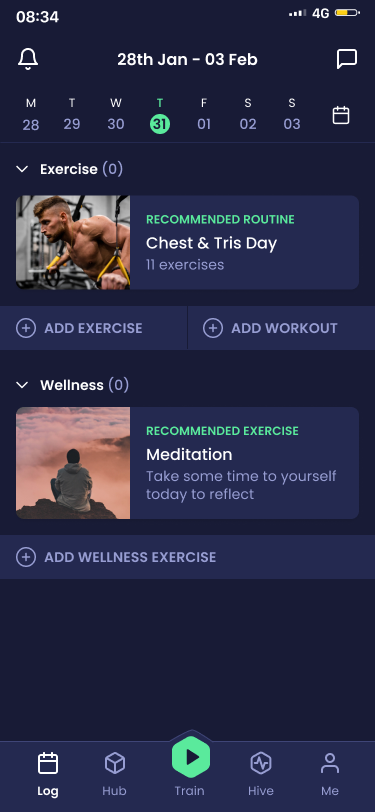 08:34
4G
28th Jan - 03 Feb
M T W T F S S
28 29 30 31 01 02 03
Exercise (0)
RECOMMENDED ROUTINE
Chest & Tris Day
11 exercises
ADD EXERCISE
ADD WORKOUT
Wellness (0)
RECOMMENDED EXERCISE
Meditation
Take some time to yourself
today to reflect
ADD WELLNESS EXERCISE
Log Hub Train Hive Me